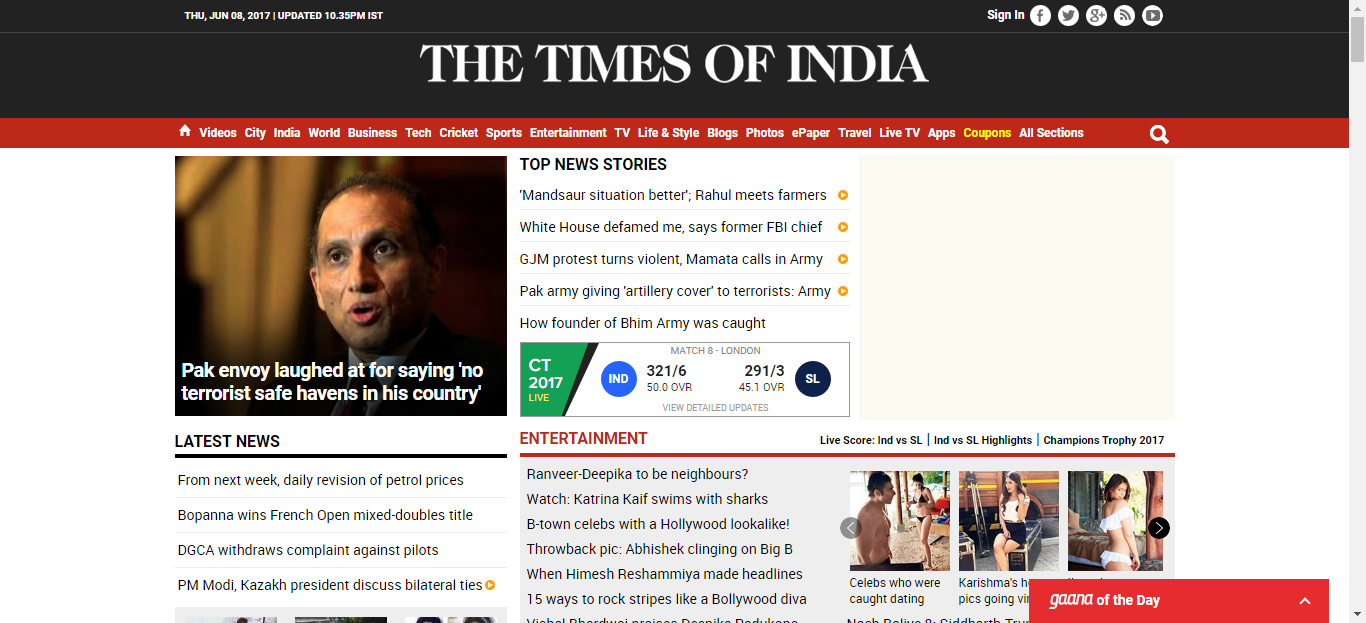 THU, JUN 08, 2017 | UPDATED 10.35PM IST
Sign In
THE TIMES OF INDIA
Videos City India World Business Tech Cricket Sports Entertainment TV Life & Style Blogs Photos ePaper Travel Live TV Apps Coupons All Sections
Pak envoy laughed at for saying 'no
terrorist safe havens in his country'
TOP NEWS STORIES
'Mandsaur situation better'; Rahul meets farmers
White House defamed me, says former FBI chief
GJM protest turns violent, Mamata calls in Army
Pak army giving 'artillery cover' to terrorists: Army
How founder of Bhim Army was caught
CT
2017
LIVE
MATCH 8 - LONDON
IND 321/6 291/3 SL
50.0 OVR 45.1 OVR
VIEW DETAILED UPDATES
LATEST NEWS
From next week, daily revision of petrol prices
Bopanna wins French Open mixed-doubles title
DGCA withdraws complaint against pilots
PM Modi, Kazakh president discuss bilateral ties
ENTERTAINMENT
Live Score: Ind vs SL | Ind vs SL Highlights | Champions Trophy 2017
Ranveer-Deepika to be neighbours?
Watch: Katrina Kaif swims with sharks
B-town celebs with a Hollywood lookalike!
Throwback pic: Abhishek clinging on Big B
When Himesh Reshammiya made headlines
15 ways to rock stripes like a Bollywood diva
Celebs who were
caught dating
Karishma's
pics going
gaana of the Day